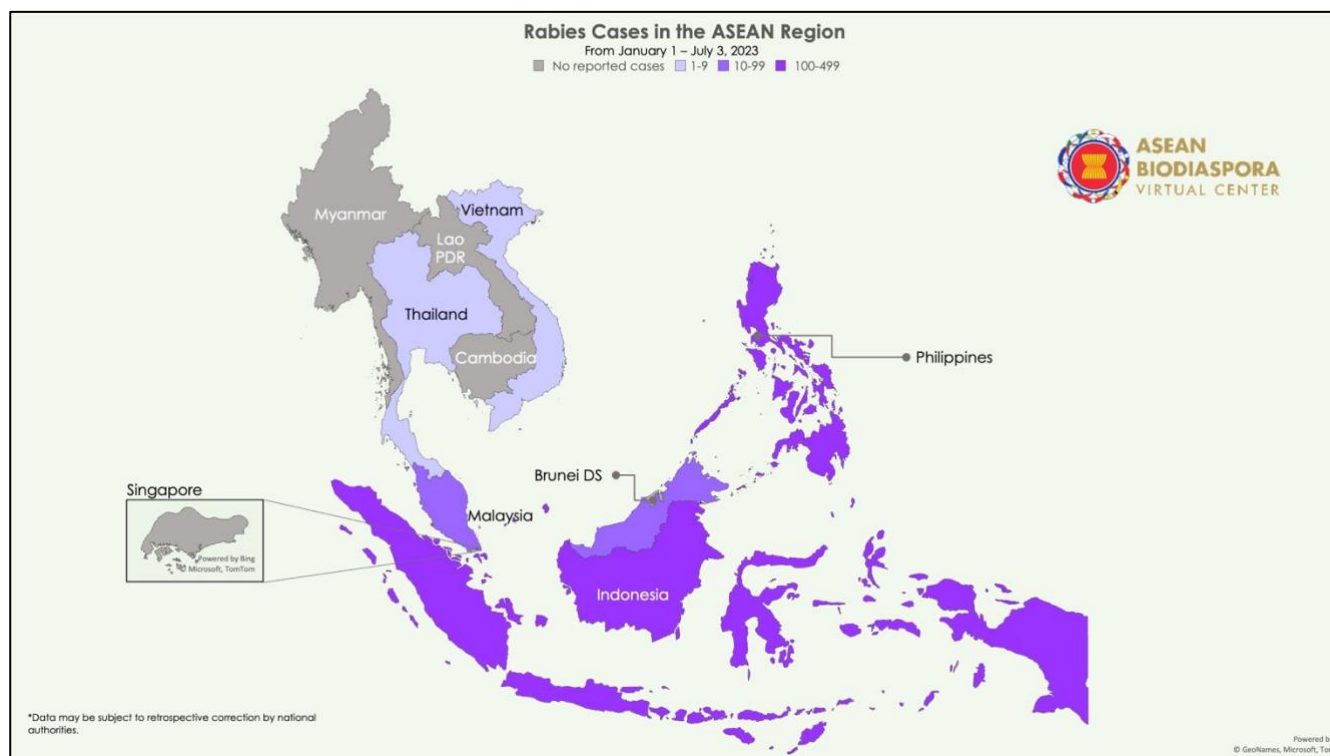 Rabies Cases in the ASEAN Region
From January 1 – July 3, 2023
No reported cases 1-9 10-99 100-499
ASEAN
BIODIASPORA
VIRTUAL CENTER
Myanmar
Vietnam
Lao
PDR
Thailand
Cambodia
Philippines
Brunei DS
Singapore
Powered by Bing
Microsoft, TomTom
Malaysia
Indonesia
*Data may be subject to retrospective correction by national
authorities.
Powered b
© GeoNames, Microsoft, Tom